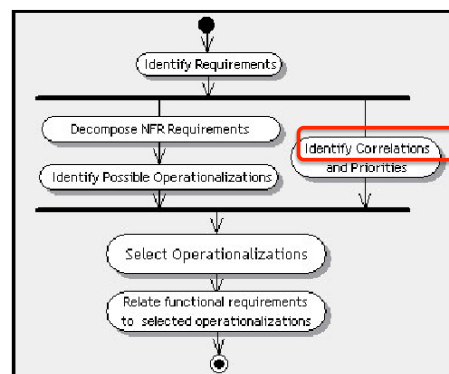 Identify Requirements
Decompose NFR Requirements
Identify Correlations
and Priorities
Identify Possible Operationalizations
Select Operationalizations
Relate functional requirements
to selected operationalizations